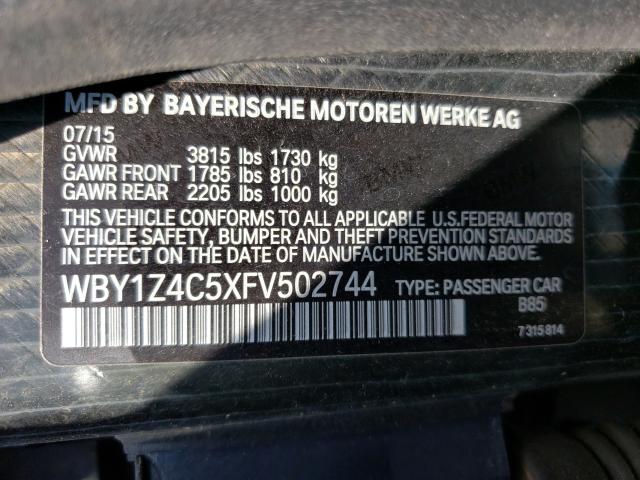 MFD BY BAYERISCHE MOTOREN WERKE AG
07/15
GVWR 3815 lbs 1730 kg
GAWR FRONT 1785 lbs 810 kg
GAWR REAR 2205 lbs 1000 kg
THIS VEHICLE CONFORMS TO ALL APPLICABLE U.S.FEDERAL MOTOR
VEHICLE SAFETY, BUMPER AND THEFT PREVENTION STANDARDS
IN EFFECT ON THE DATE OF MANUFACTURE SHOWN ABOVE.
WBY1Z4C5XFV502744 TYPE: PASSENGER CAR
B85
7 315 814